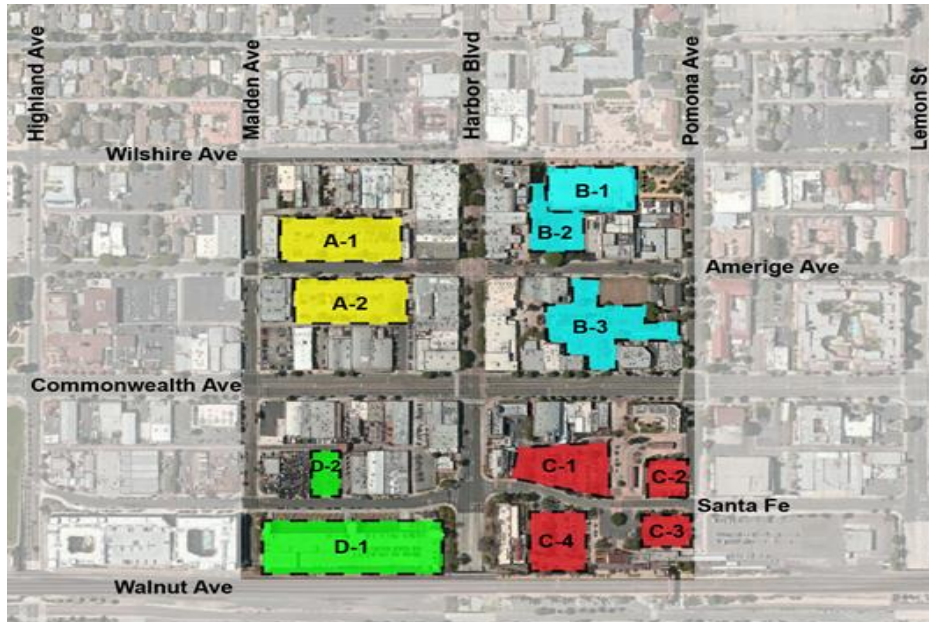 Highland Ave
Malden Ave
Harbor Blvd
Pomona Ave
Lemon St
Wilshire Ave
B-1
A-1
B-2
Amerige Ave
A-2
B-3
Commonwealth Ave
D-2
C-1
C-2
Santa Fe
D-1
C-4
C-3
Walnut Ave